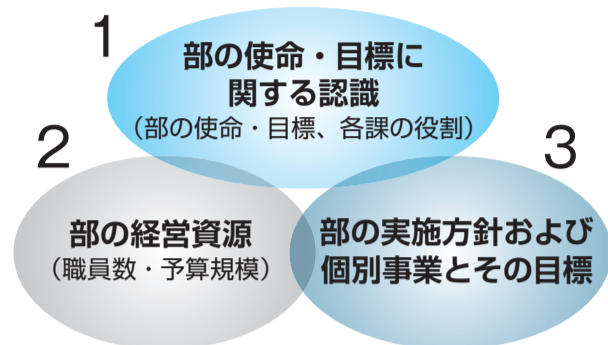 1
部の使命・目標に
関する認識
（部の使命・目標、各課の役割）
2
部の経営資源
（職員数・予算規模）
3
部の実施方針および
個別事業とその目標